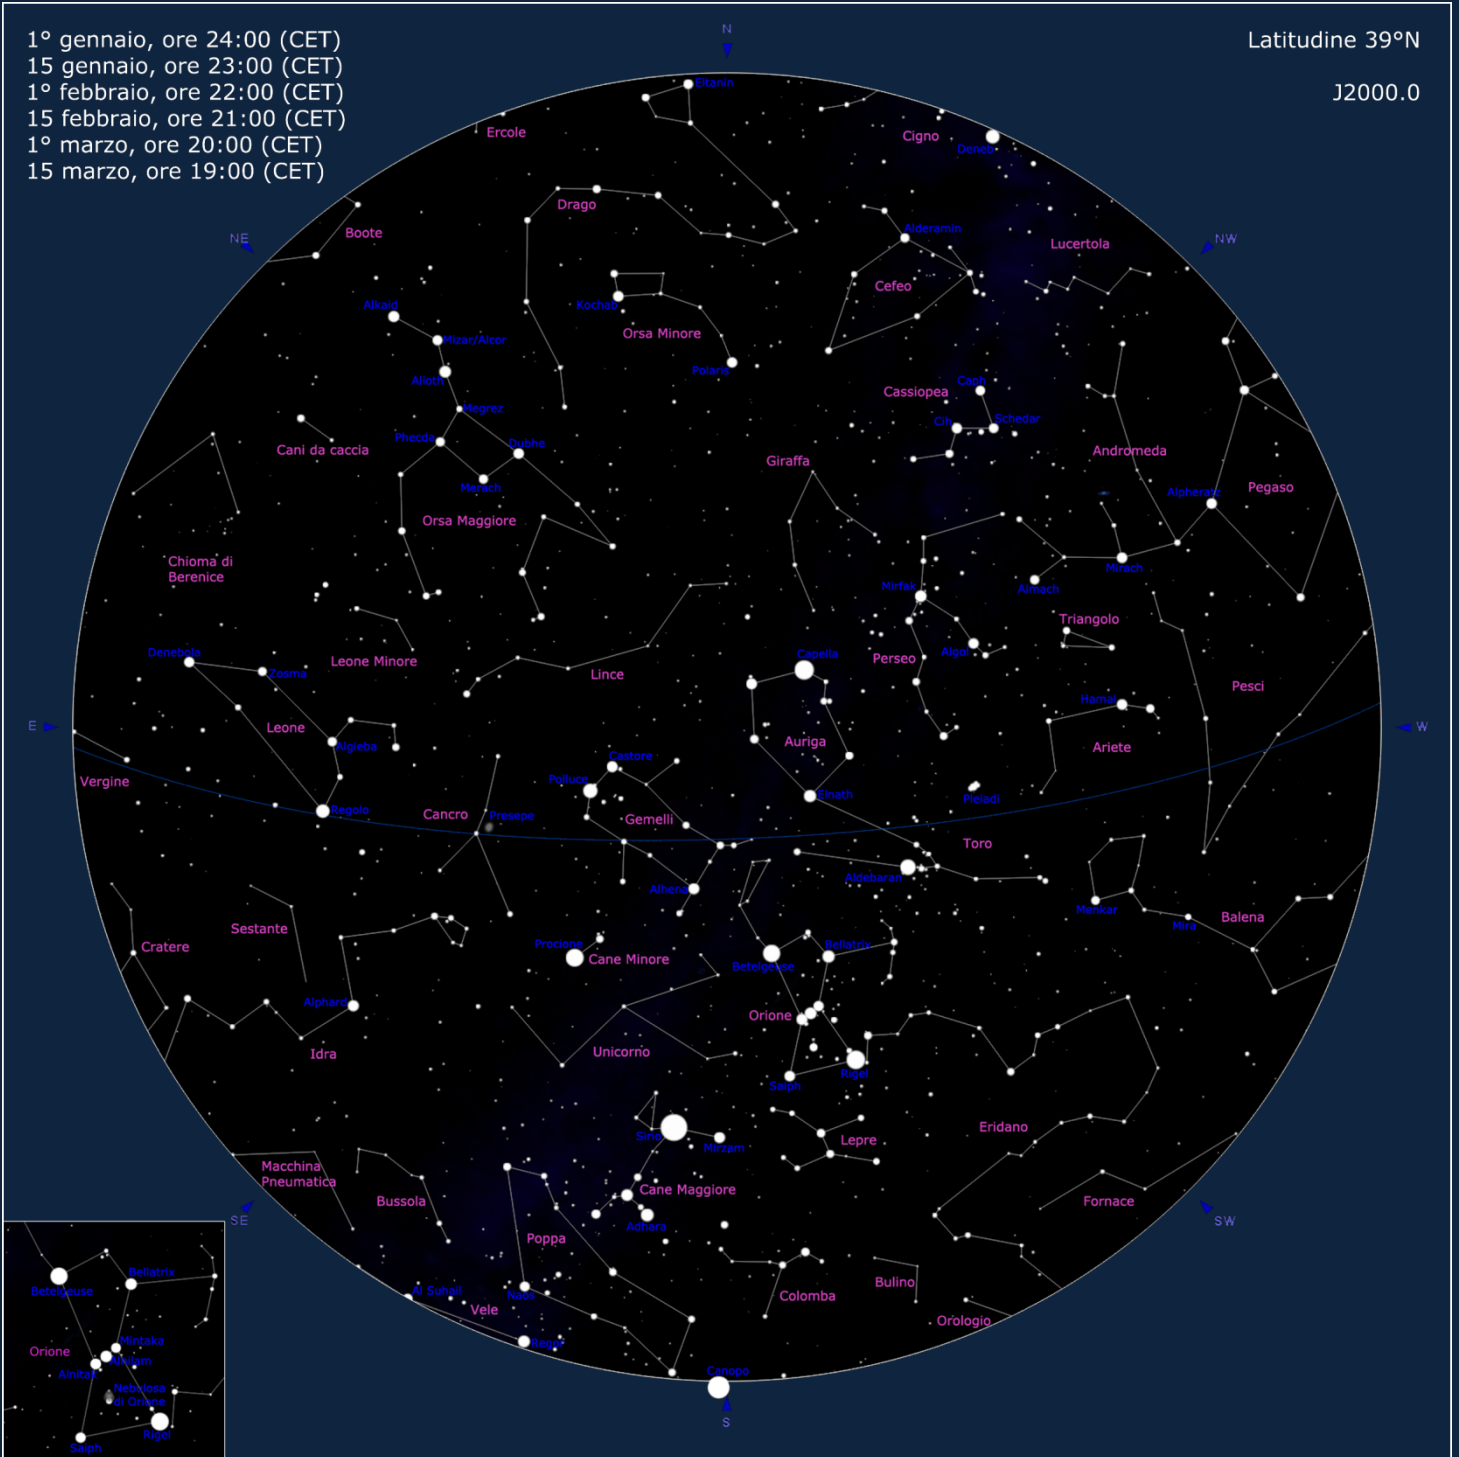 1° gennaio, ore 24:00 (CET)
15 gennaio, ore 23:00 (CET)
1° febbraio, ore 22:00 (CET)
15 febbraio, ore 21:00 (CET)
1° marzo, ore 20:00 (CET)
15 marzo, ore 19:00 (CET)
Latitudine 39°N
J2000.0
N
Eltanin
Ercole
Cigno
Deneb
Drago
Boote
NE
Alderamin
Lucertola
NW
Cefeo
Alkaid
Kochab
Orsa Minore
Mizar/Alcor
Polaris
Alioth
Caph
Cassiopea
Megrez
Schedar
Cih
Phecda
Dubhe
Cani da caccia
Andromeda
Giraffa
Merach
Pegaso
Alpheratz
Orsa Maggiore
Chioma di
Berenice
Mirach
Mirfak
Almach
Triangolo
Denebola
Capella
Algol
Leone Minore
Perseo
Zosma
Lince
Pesci
Hamal
E
Leone
W
Auriga
Algieba
Ariete
Castore
Vergine
Polluce
Elnath
Pleiadi
Regolo
Cancro
Presepe
Gemelli
Toro
Aldebaran
Alhena
Menkar
Balena
Mira
Sestante
Cratere
Procione
Cane Minore
Bellatrix
Betelgeuse
Alphard
Orione
Idra
Unicorno
Rigel
Saiph
Eridano
Sirio
Lepre
Mirzam
Macchina
Pneumatica
Cane Maggiore
Bussola
Fornace
SE
SW
Adhara
Poppa
Bulino
Al Suhail
Naos
Colomba
Vele
Orologio
Regor
Canopo
S
Bellatrix
Betelgeuse
Mintaka
Orione
Alnilam
Alnitak
Nebulosa
di Orione
Rigel
Saiph